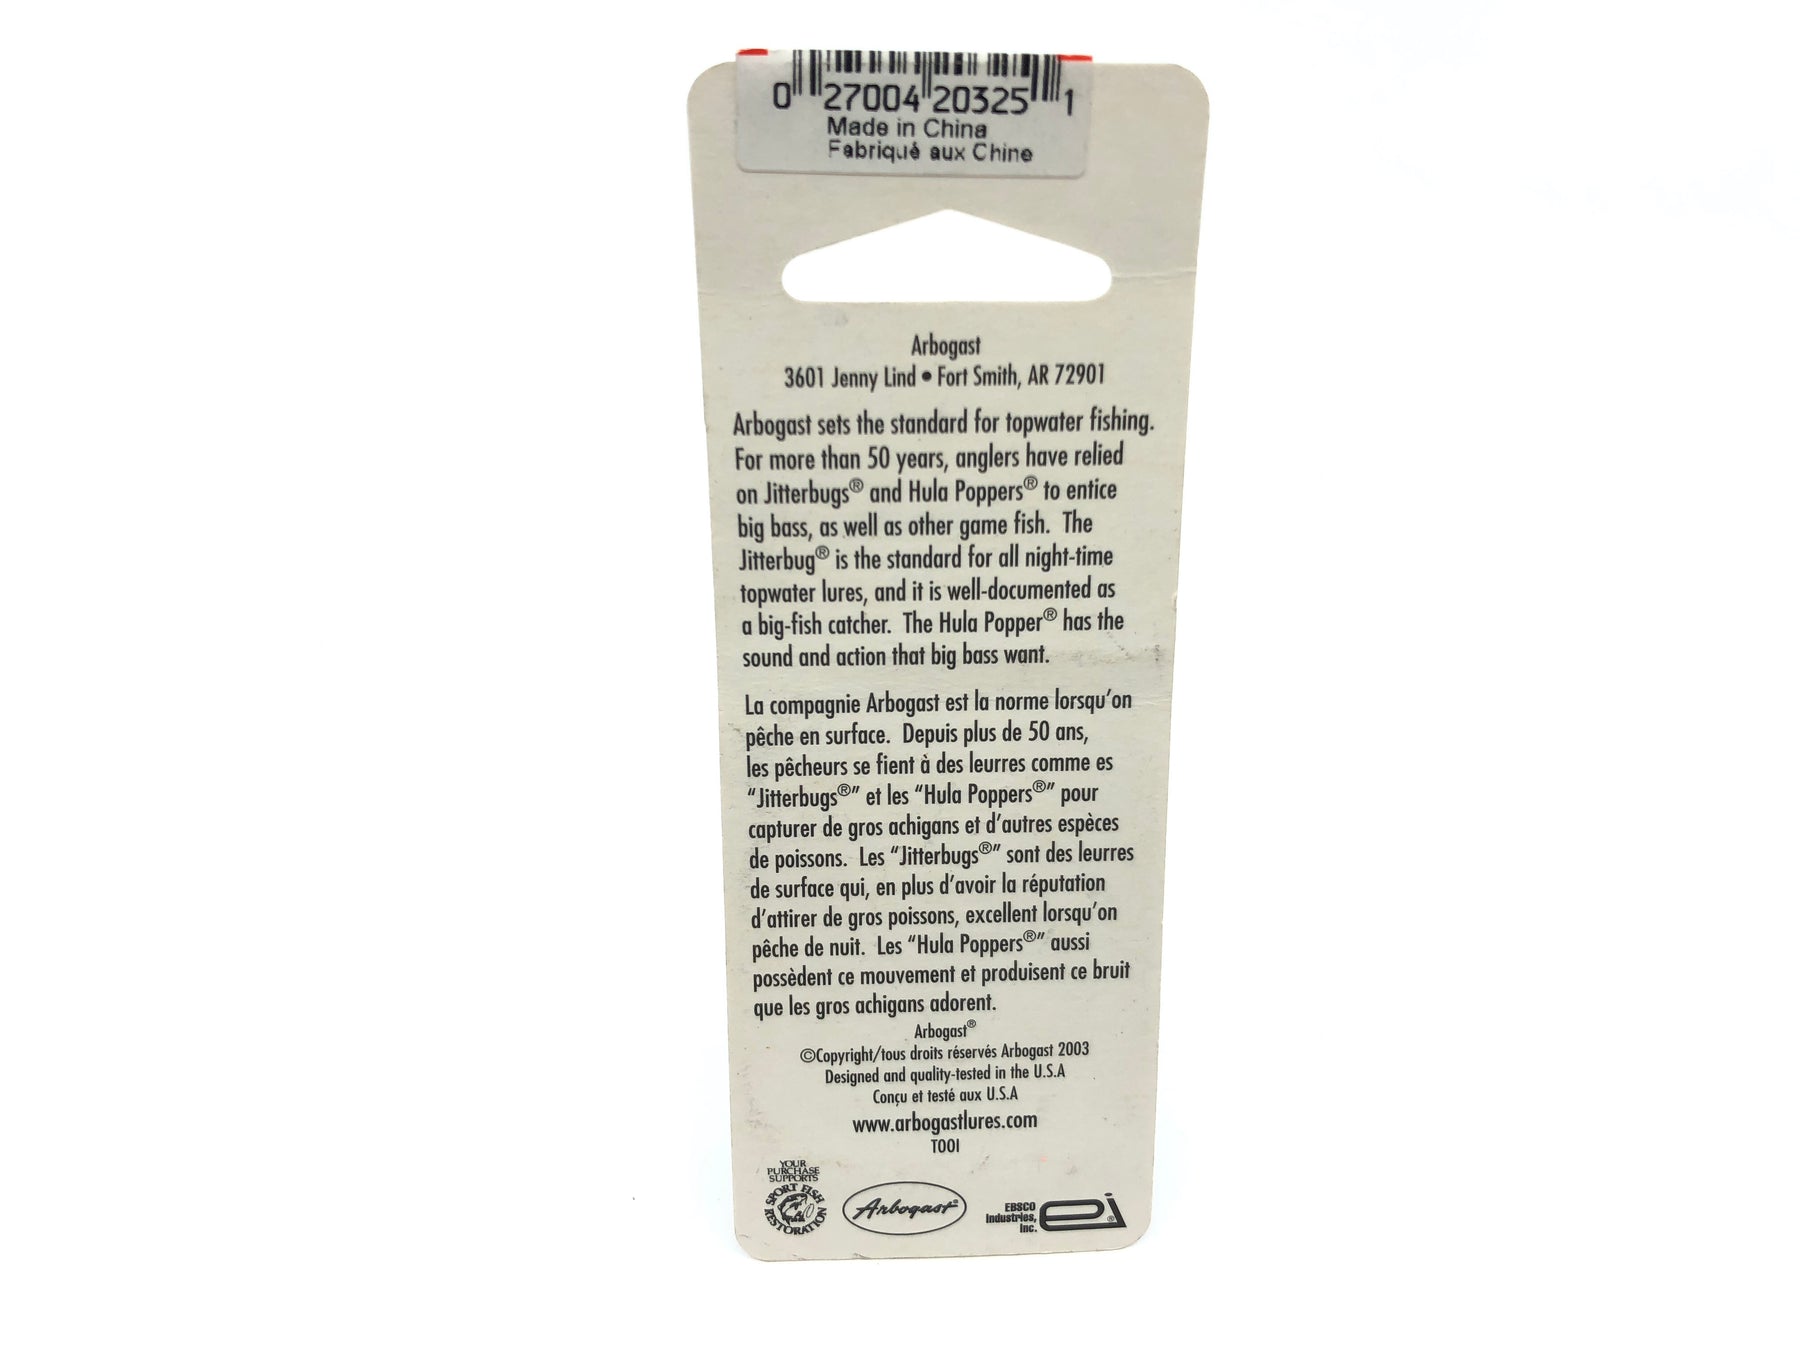 0 27004 20325 1
Made in China
Fabriqué aux Chine
Arbogast
3601 Jenny Lind • Fort Smith, AR 72901
Arbogast sets the standard for topwater fishing.
For more than 50 years, anglers have relied
on Jitterbugs® and Hula Poppers® to entice
big bass, as well as other game fish. The
Jitterbug® is the standard for all night-time
topwater lures, and it is well-documented as
a big-fish catcher. The Hula Popper® has the
sound and action that big bass want.
La compagnie Arbogast est la norme lorsqu'on
pêche en surface. Depuis plus de 50 ans,
les pêcheurs se fient à des leurres comme es
"Jitterbugs®" et les "Hula Poppers®" pour
capturer de gros achigans et d'autres espèces
de poissons. Les "Jitterbugs®" sont des leurres
de surface qui, en plus d'avoir la réputation
d'attirer de gros poissons, excellent lorsqu'on
pêche de nuit. Les "Hula Poppers®" aussi
possèdent ce mouvement et produisent ce bruit
que les gros achigans adorent.
Arbogast®
©Copyright/tous droits réservés Arbogast 2003
Designed and quality-tested in the U.S.A
Conçu et testé aux U.S.A
www.arbogastlures.com
T001
YOUR
PURCHASE
SUPPORTS
SPORT FISH
RESTORATION
Arbogast®
EBSCO
Industries,
Inc.
ei®